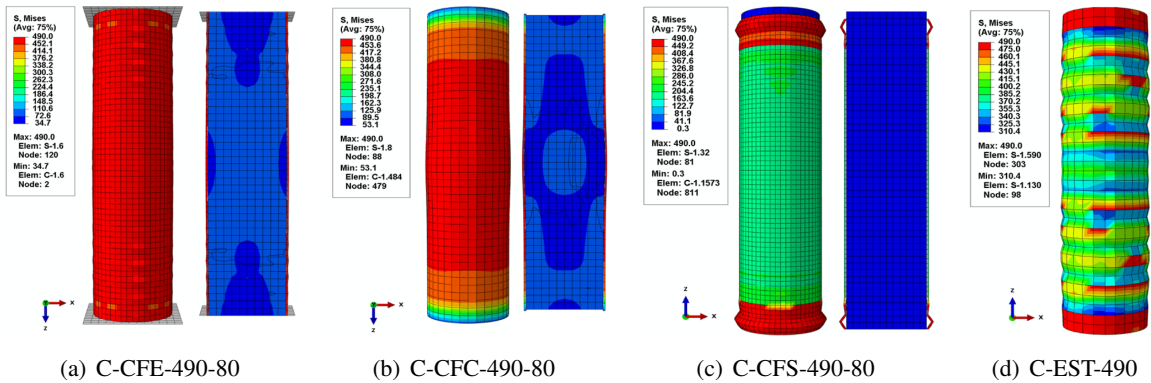 S, Mises
(Avg: 75%)
490.0
452.1
414.1
376.2
338.2
300.3
262.3
224.4
186.4
148.5
110.6
72.6
34.7
Max: 490.0
Elem: S-1.6
Node: 120
Min: 34.7
Elem: C-1.6
Node: 2
Y
X
Z
(a) C-CFE-490-80
S, Mises
(Avg: 75%)
490.0
453.6
417.2
380.8
344.4
308.0
271.6
235.1
198.7
162.3
125.9
89.5
53.1
Max: 490.0
Elem: S-1.8
Node: 88
Min: 53.1
Elem: C-1.484
Node: 479
X
Z
(b) C-CFC-490-80
S, Mises
(Avg: 75%)
490.0
449.2
408.4
367.6
326.8
286.0
245.2
204.4
163.6
122.7
81.9
41.1
0.3
Max: 490.0
Elem: S-1.32
Node: 81
Min: 0.3
Elem: C-1.1573
Node: 811
Z
X
(c) C-CFS-490-80
S, Mises
(Avg: 75%)
490.0
475.0
460.1
445.1
430.1
415.2
400.2
385.2
370.2
355.3
340.3
325.3
310.4
Max: 490.0
Elem: S-1.590
Node: 303
Min: 310.4
Elem: S-1.130
Node: 98
Z
X
(d) C-EST-490